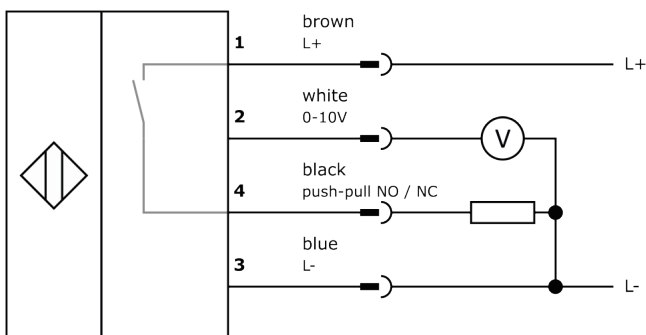 brown
1 L+ L+
white
2 0-10V
V
black
4 push-pull NO / NC
blue
3 L- L-